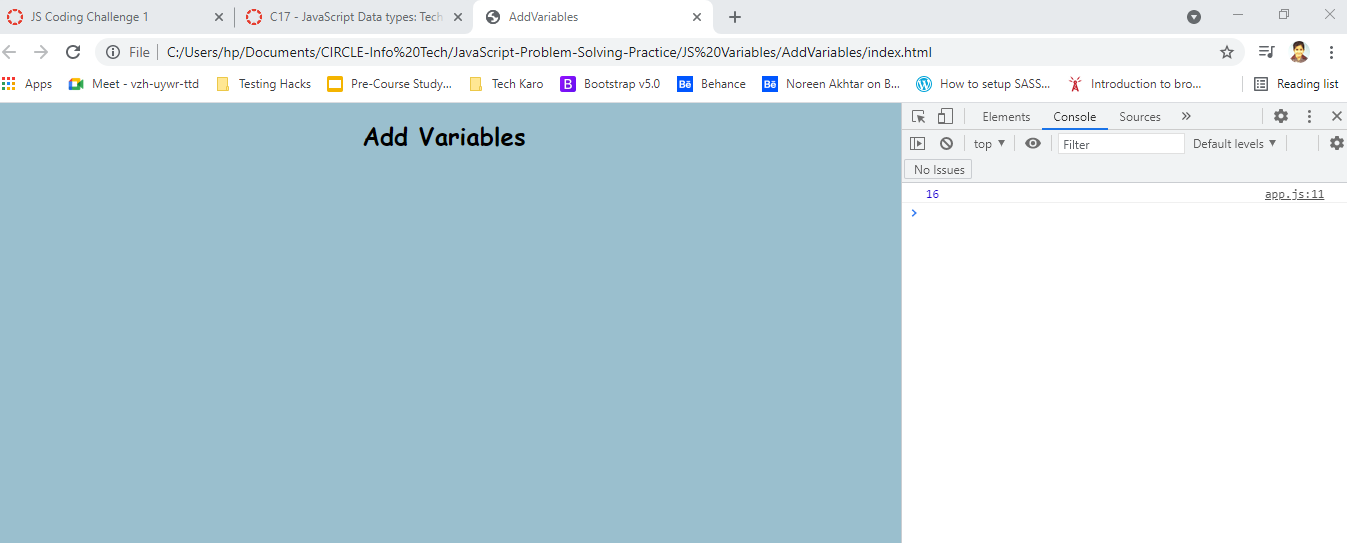 JS Coding Challenge 1
C17 - JavaScript Data types: Tech
AddVariables
File
C:/Users/hp/Documents/CIRCLE-Info%20Tech/JavaScript-Problem-Solving-Practice/JS%20Variables/AddVariables/index.html
Apps Meet - vzh-uywr-ttd Testing Hacks Pre-Course Study... Tech Karo B Bootstrap v5.0 Bē Behance Bē Noreen Akhtar on B... How to setup SASS... Introduction to bro... Reading list
Add Variables
Elements Console Sources
top Filter Default levels
No Issues
16 app.js:11